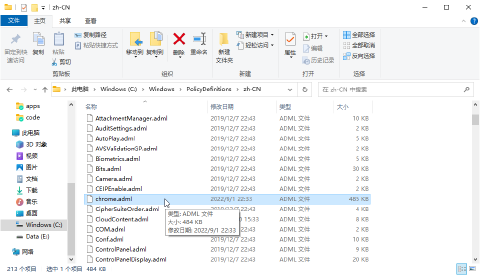 zh-CN
文件 主页 共享 查看
固定到快速访问 复制 粘贴 复制路径 粘贴快捷方式 剪切
移动到 复制到 删除 重命名
新建文件夹 新建项目 轻松访问
属性 打开 编辑 历史记录
全部选择 全部取消 反向选择
剪贴板 组织 新建 打开 选择
此电脑 Windows (C:) Windows PolicyDefinitions zh-CN
在 zh-CN 中搜索
名称 修改日期 类型 大小
apps
code
此电脑
3D 对象
视频
图片
文档
下载
音乐
桌面
Windows (C:)
Data (E:)
网络
AttachmentManager.adml 2019/12/7 22:43 ADML 文件 10 KB
AuditSettings.adml 2019/12/7 22:43 ADML 文件 2 KB
AutoPlay.adml 2019/12/7 22:43 ADML 文件 5 KB
AVSValidationGP.adml 2019/12/7 22:43 ADML 文件 2 KB
Biometrics.adml 2019/12/7 22:43 ADML 文件 5 KB
Bits.adml 2019/12/7 22:43 ADML 文件 30 KB
Camera.adml 2019/12/7 22:43 ADML 文件 2 KB
CEIPEnable.adml 2019/12/7 22:43 ADML 文件 2 KB
chrome.adml 2022/9/1 22:33 ADML 文件 485 KB
CipherSuiteOrder.adml ADML 文件 4 KB
CloudContent.adml 15:33 ADML 文件 8 KB
COM.adml ADML 文件 2 KB
Conf.adml 2019/12/7 22:43 ADML 文件 10 KB
ControlPanel.adml 2019/12/7 22:43 ADML 文件 9 KB
ControlPanelDisplay.adml 2019/12/7 22:43 ADML 文件 20 KB
类型: ADML 文件
大小: 484 KB
修改日期: 2022/9/1 22:33
213 个项目 选中 1 个项目 484 KB